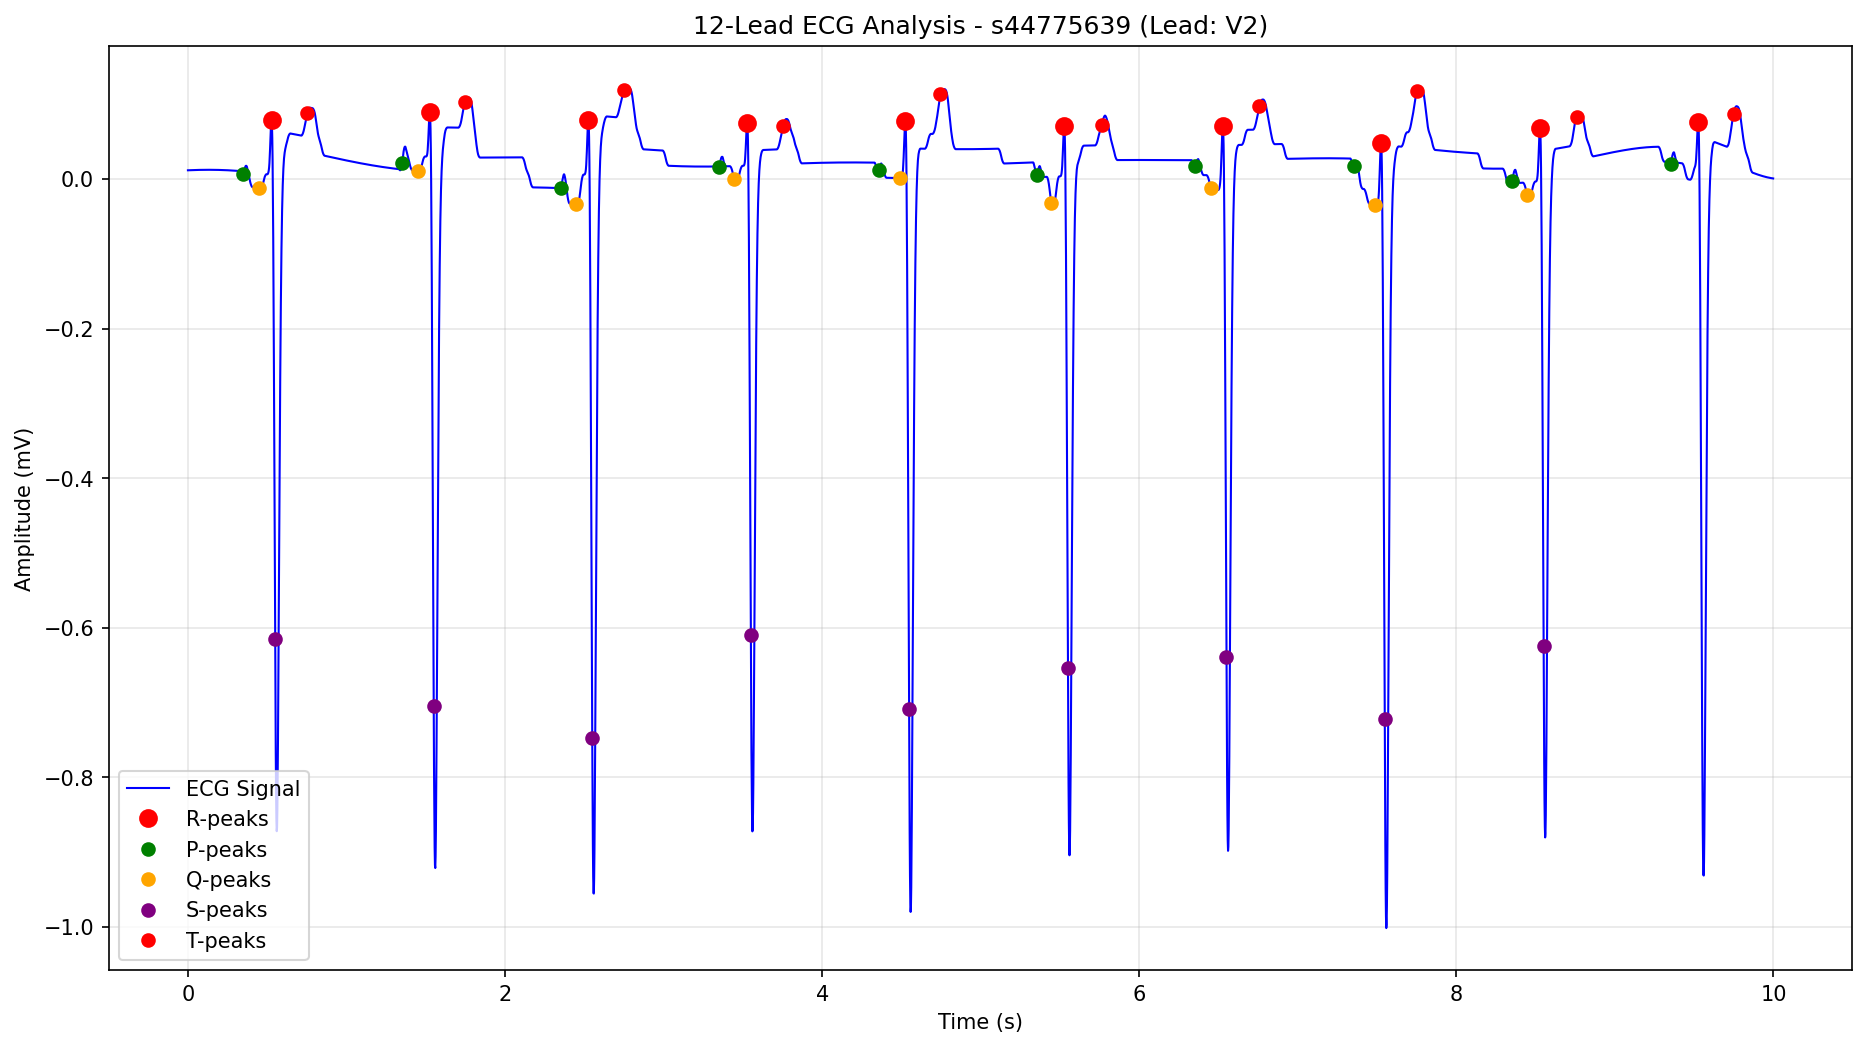 12-Lead ECG Analysis - s44775639 (Lead: V2)
Amplitude (mV)
0.0
−0.2
−0.4
−0.6
−0.8
−1.0
ECG Signal
R-peaks
P-peaks
Q-peaks
S-peaks
T-peaks
0 2 4 6 8 10
Time (s)